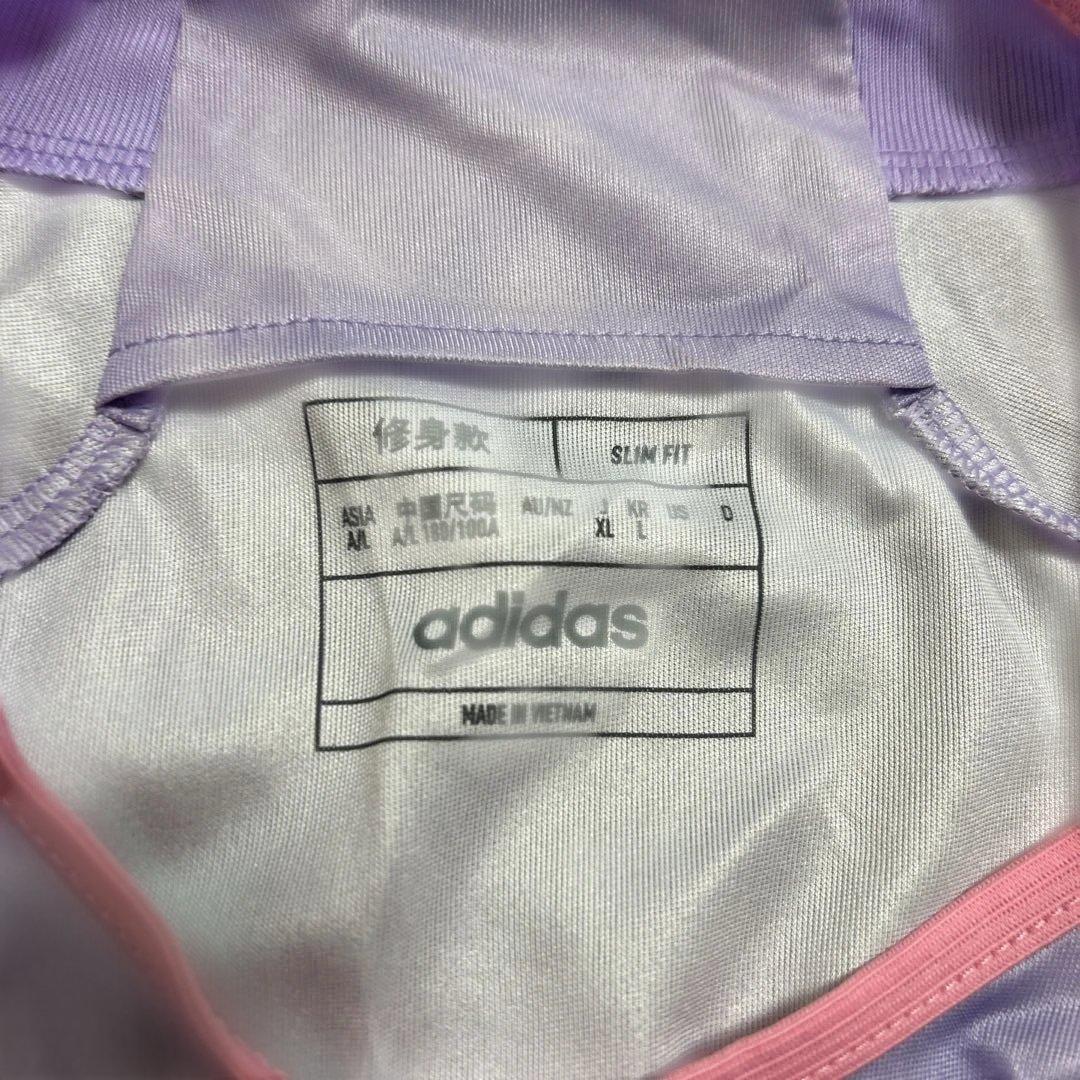 修身款 SLIM FIT
ASIA 中国尺码 AU/NZ J KR US D
A/L A/L 180/100A XL L
adidas
MADE IN VIETNAM